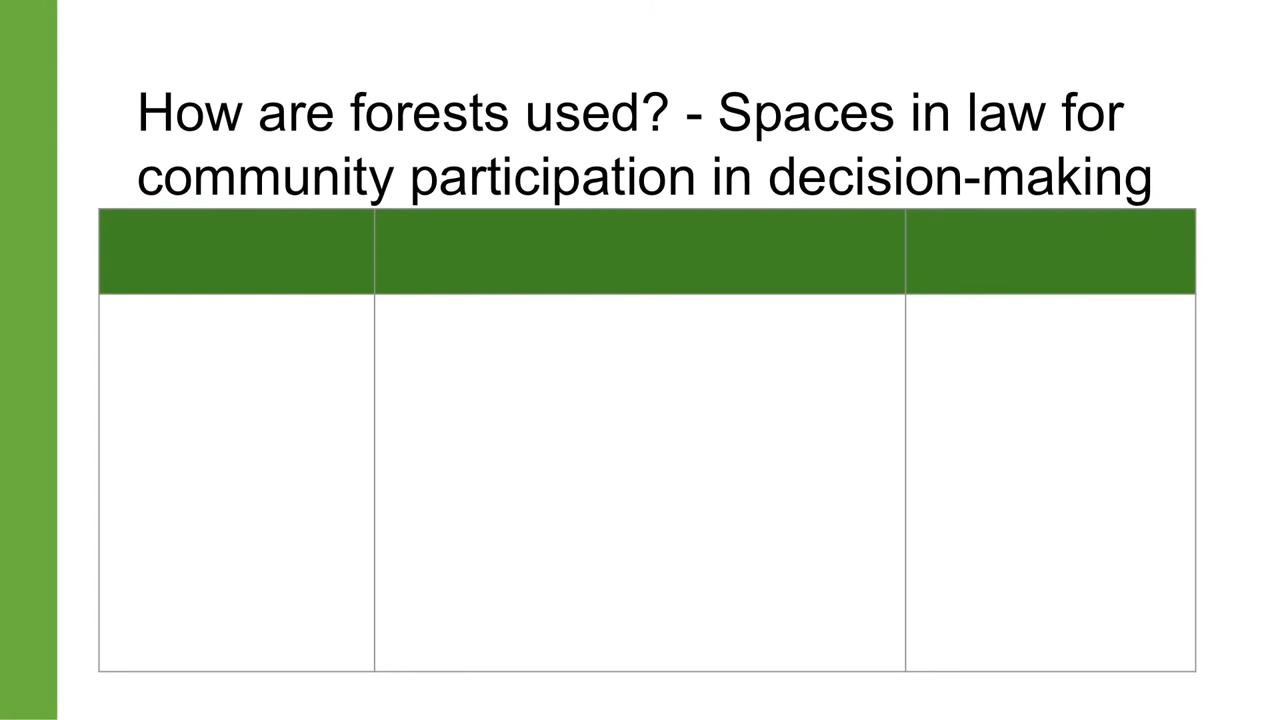 How are forests used? - Spaces in law for
community participation in decision-making